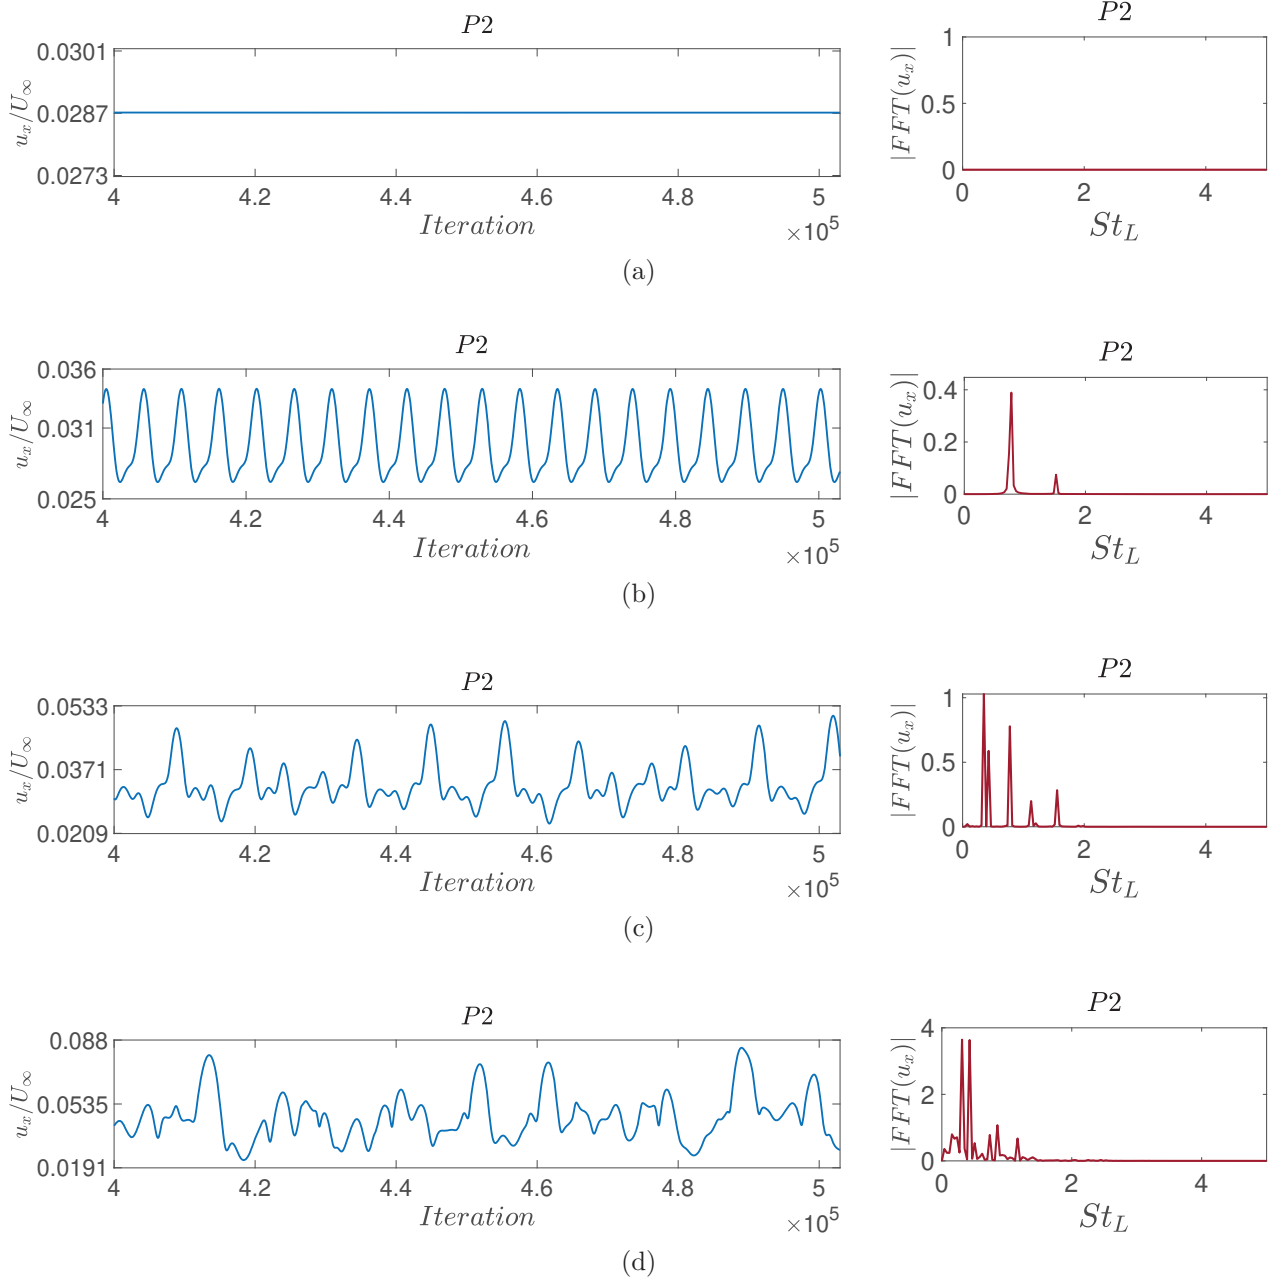 P2
P2
0.0301
0.0287
0.0273
u_x/U_∞
4 4.2 4.4 4.6 4.8 5
Iteration
×10^5
1
0.5
0
|FFT(u_x)|
0 2 4
St_L
(a)
P2
P2
0.036
0.031
0.025
u_x/U_∞
4 4.2 4.4 4.6 4.8 5
Iteration
×10^5
0.4
0.2
0
|FFT(u_x)|
0 2 4
St_L
(b)
P2
P2
0.0533
0.0371
0.0209
u_x/U_∞
4 4.2 4.4 4.6 4.8 5
Iteration
×10^5
1
0.5
0
|FFT(u_x)|
0 2 4
St_L
(c)
P2
P2
0.088
0.0535
0.0191
u_x/U_∞
4 4.2 4.4 4.6 4.8 5
Iteration
×10^5
4
2
0
|FFT(u_x)|
0 2 4
St_L
(d)